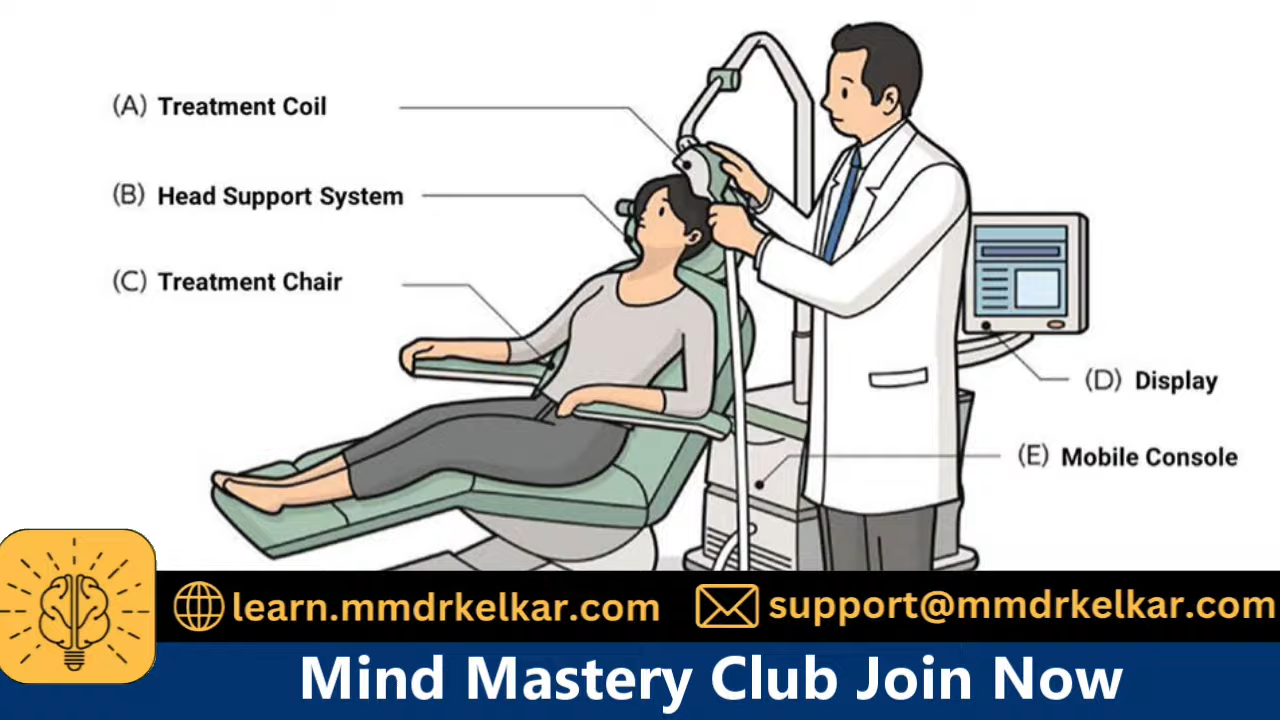 (A) Treatment Coil
(B) Head Support System
(C) Treatment Chair
(D) Display
(E) Mobile Console
learn.mmdrkelkar.com support@mmdrkelkar.com
Mind Mastery Club Join Now